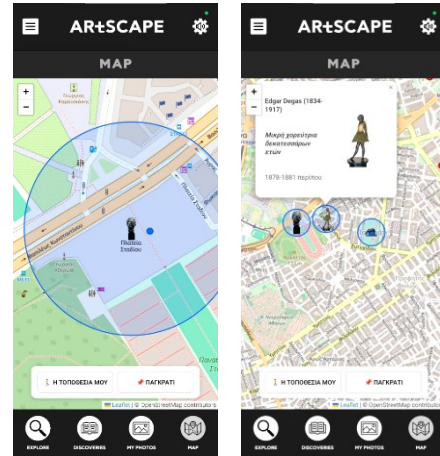 ARtSCAPE
MAP
+
−
Πλατεία
Σταδίου
Η ΤΟΠΟΘΕΣΙΑ ΜΟΥ
ΠΑΓΚΡΑΤΙ
Leaflet | © OpenStreetMap contributors
EXPLORE
DISCOVERIES
MY PHOTOS
MAP
ARtSCAPE
MAP
+
−
Edgar Degas (1834-
1917)
Μικρή χορεύτρια
δεκατεσσάρων
ετών
1878-1881 περίπου
Η ΤΟΠΟΘΕΣΙΑ ΜΟΥ
ΠΑΓΚΡΑΤΙ
Leaflet | © OpenStreetMap contributors
EXPLORE
DISCOVERIES
MY PHOTOS
MAP